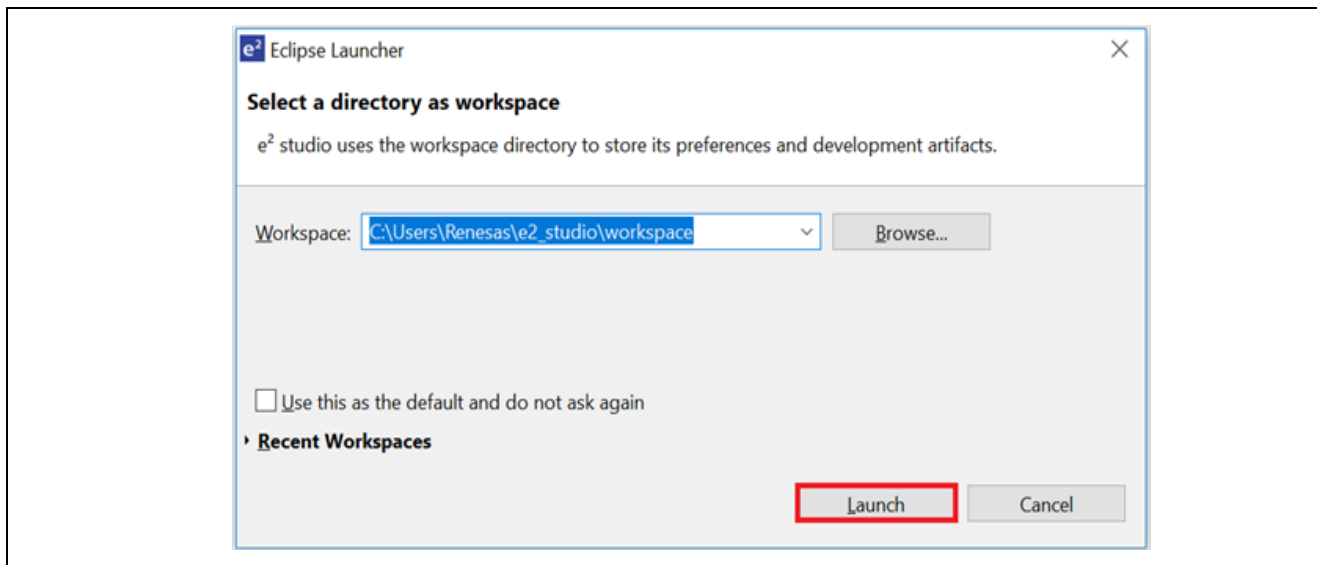 e² Eclipse Launcher
Select a directory as workspace
e² studio uses the workspace directory to store its preferences and development artifacts.
Workspace: C:\Users\Renesas\e2_studio\workspace Browse...
Use this as the default and do not ask again
Recent Workspaces
Launch Cancel